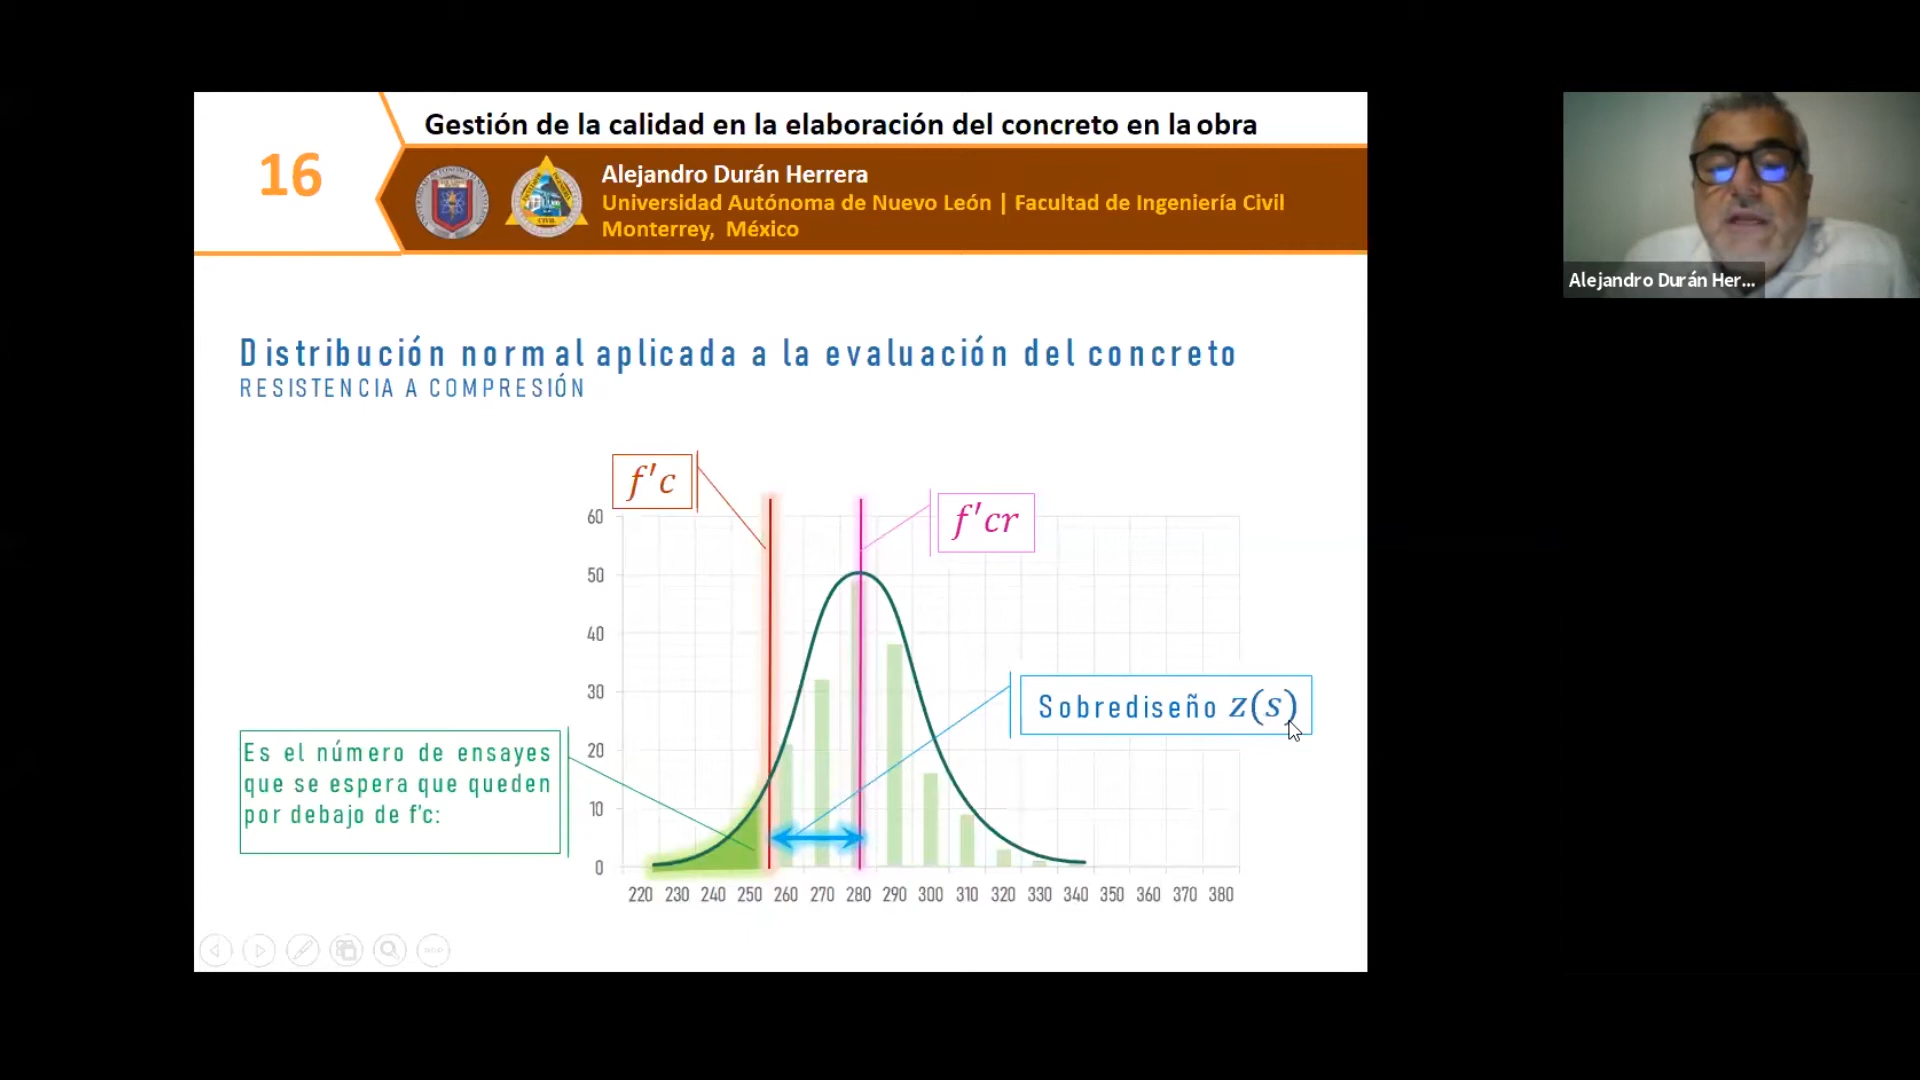 Gestión de la calidad en la elaboración del concreto en la obra
16
Alejandro Durán Herrera
Universidad Autónoma de Nuevo León | Facultad de Ingeniería Civil
Monterrey, México
Alejandro Durán Her...
Distribución normal aplicada a la evaluación del concreto
RESISTENCIA A COMPRESIÓN
f'c
f'cr
60
50
40
30
20
10
0
Sobrediseño z(s)
Es el número de ensayes
que se espera que queden
por debajo de f'c:
220 230 240 250 260 270 280 290 300 310 320 330 340 350 360 370 380